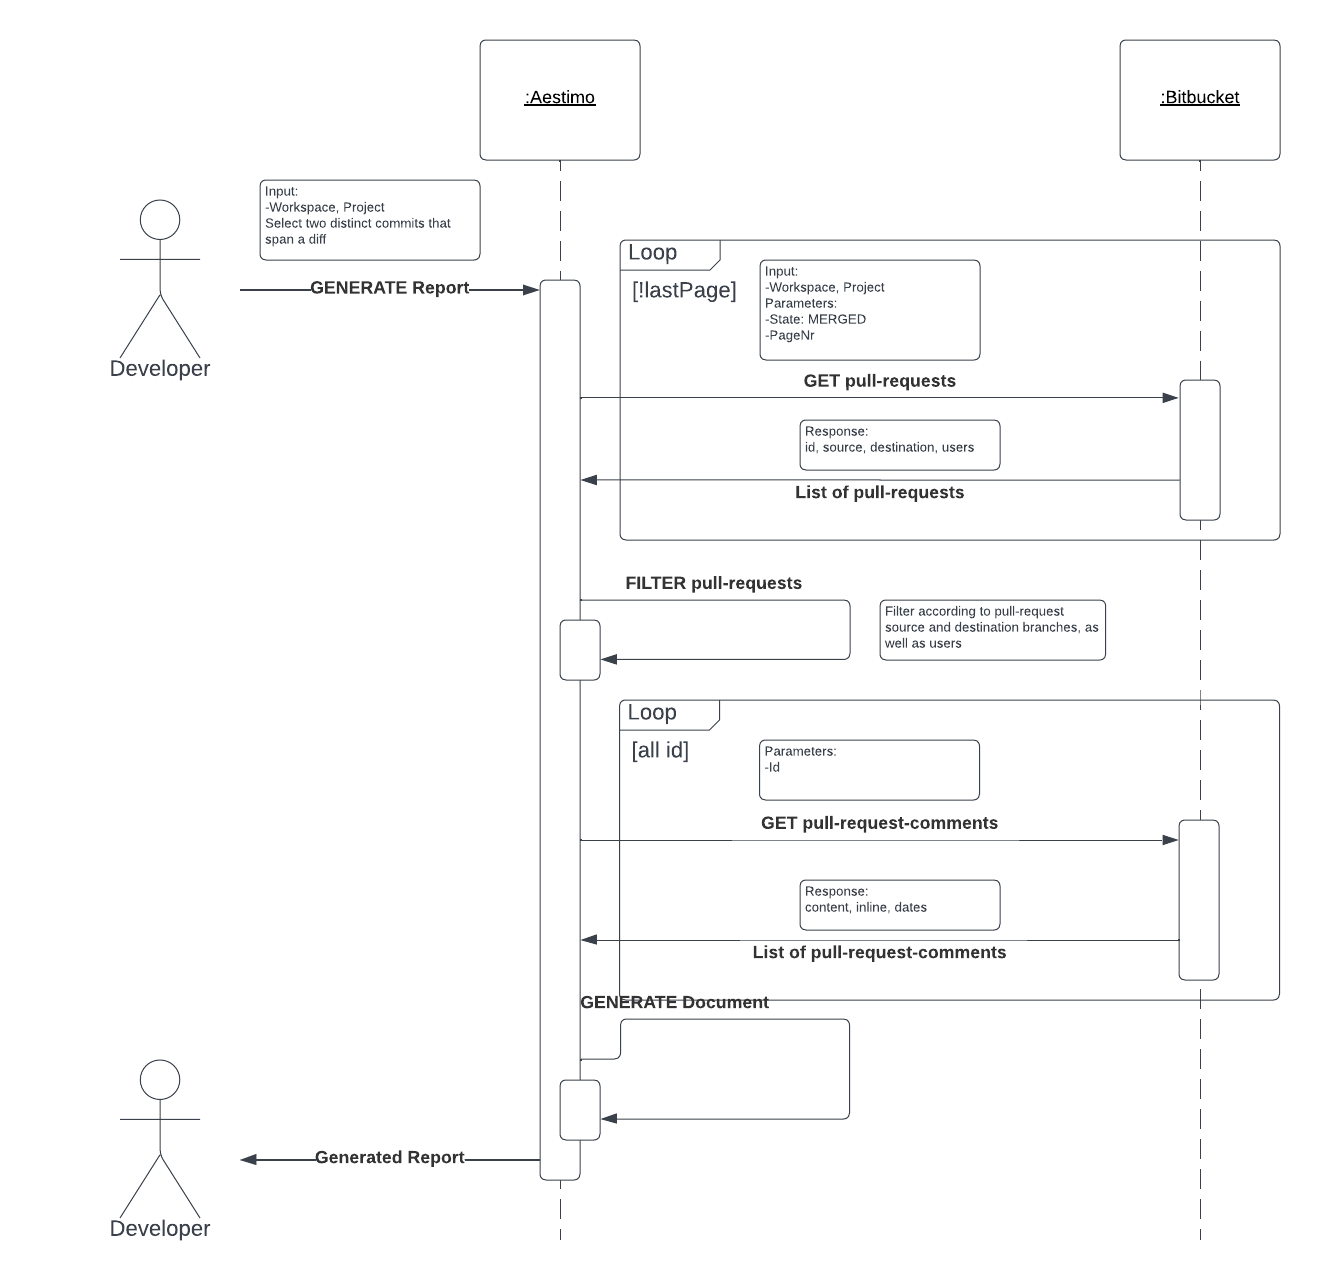 :Aestimo
:Bitbucket
Input:
-Workspace, Project
Select two distinct commits that
span a diff
GENERATE Report
Developer
Loop
[!lastPage]
Input:
-Workspace, Project
Parameters:
-State: MERGED
-PageNr
GET pull-requests
Response:
id, source, destination, users
List of pull-requests
FILTER pull-requests
Filter according to pull-request
source and destination branches, as
well as users
Loop
[all id]
Parameters:
-Id
GET pull-request-comments
Response:
content, inline, dates
List of pull-request-comments
GENERATE Document
Generated Report
Developer